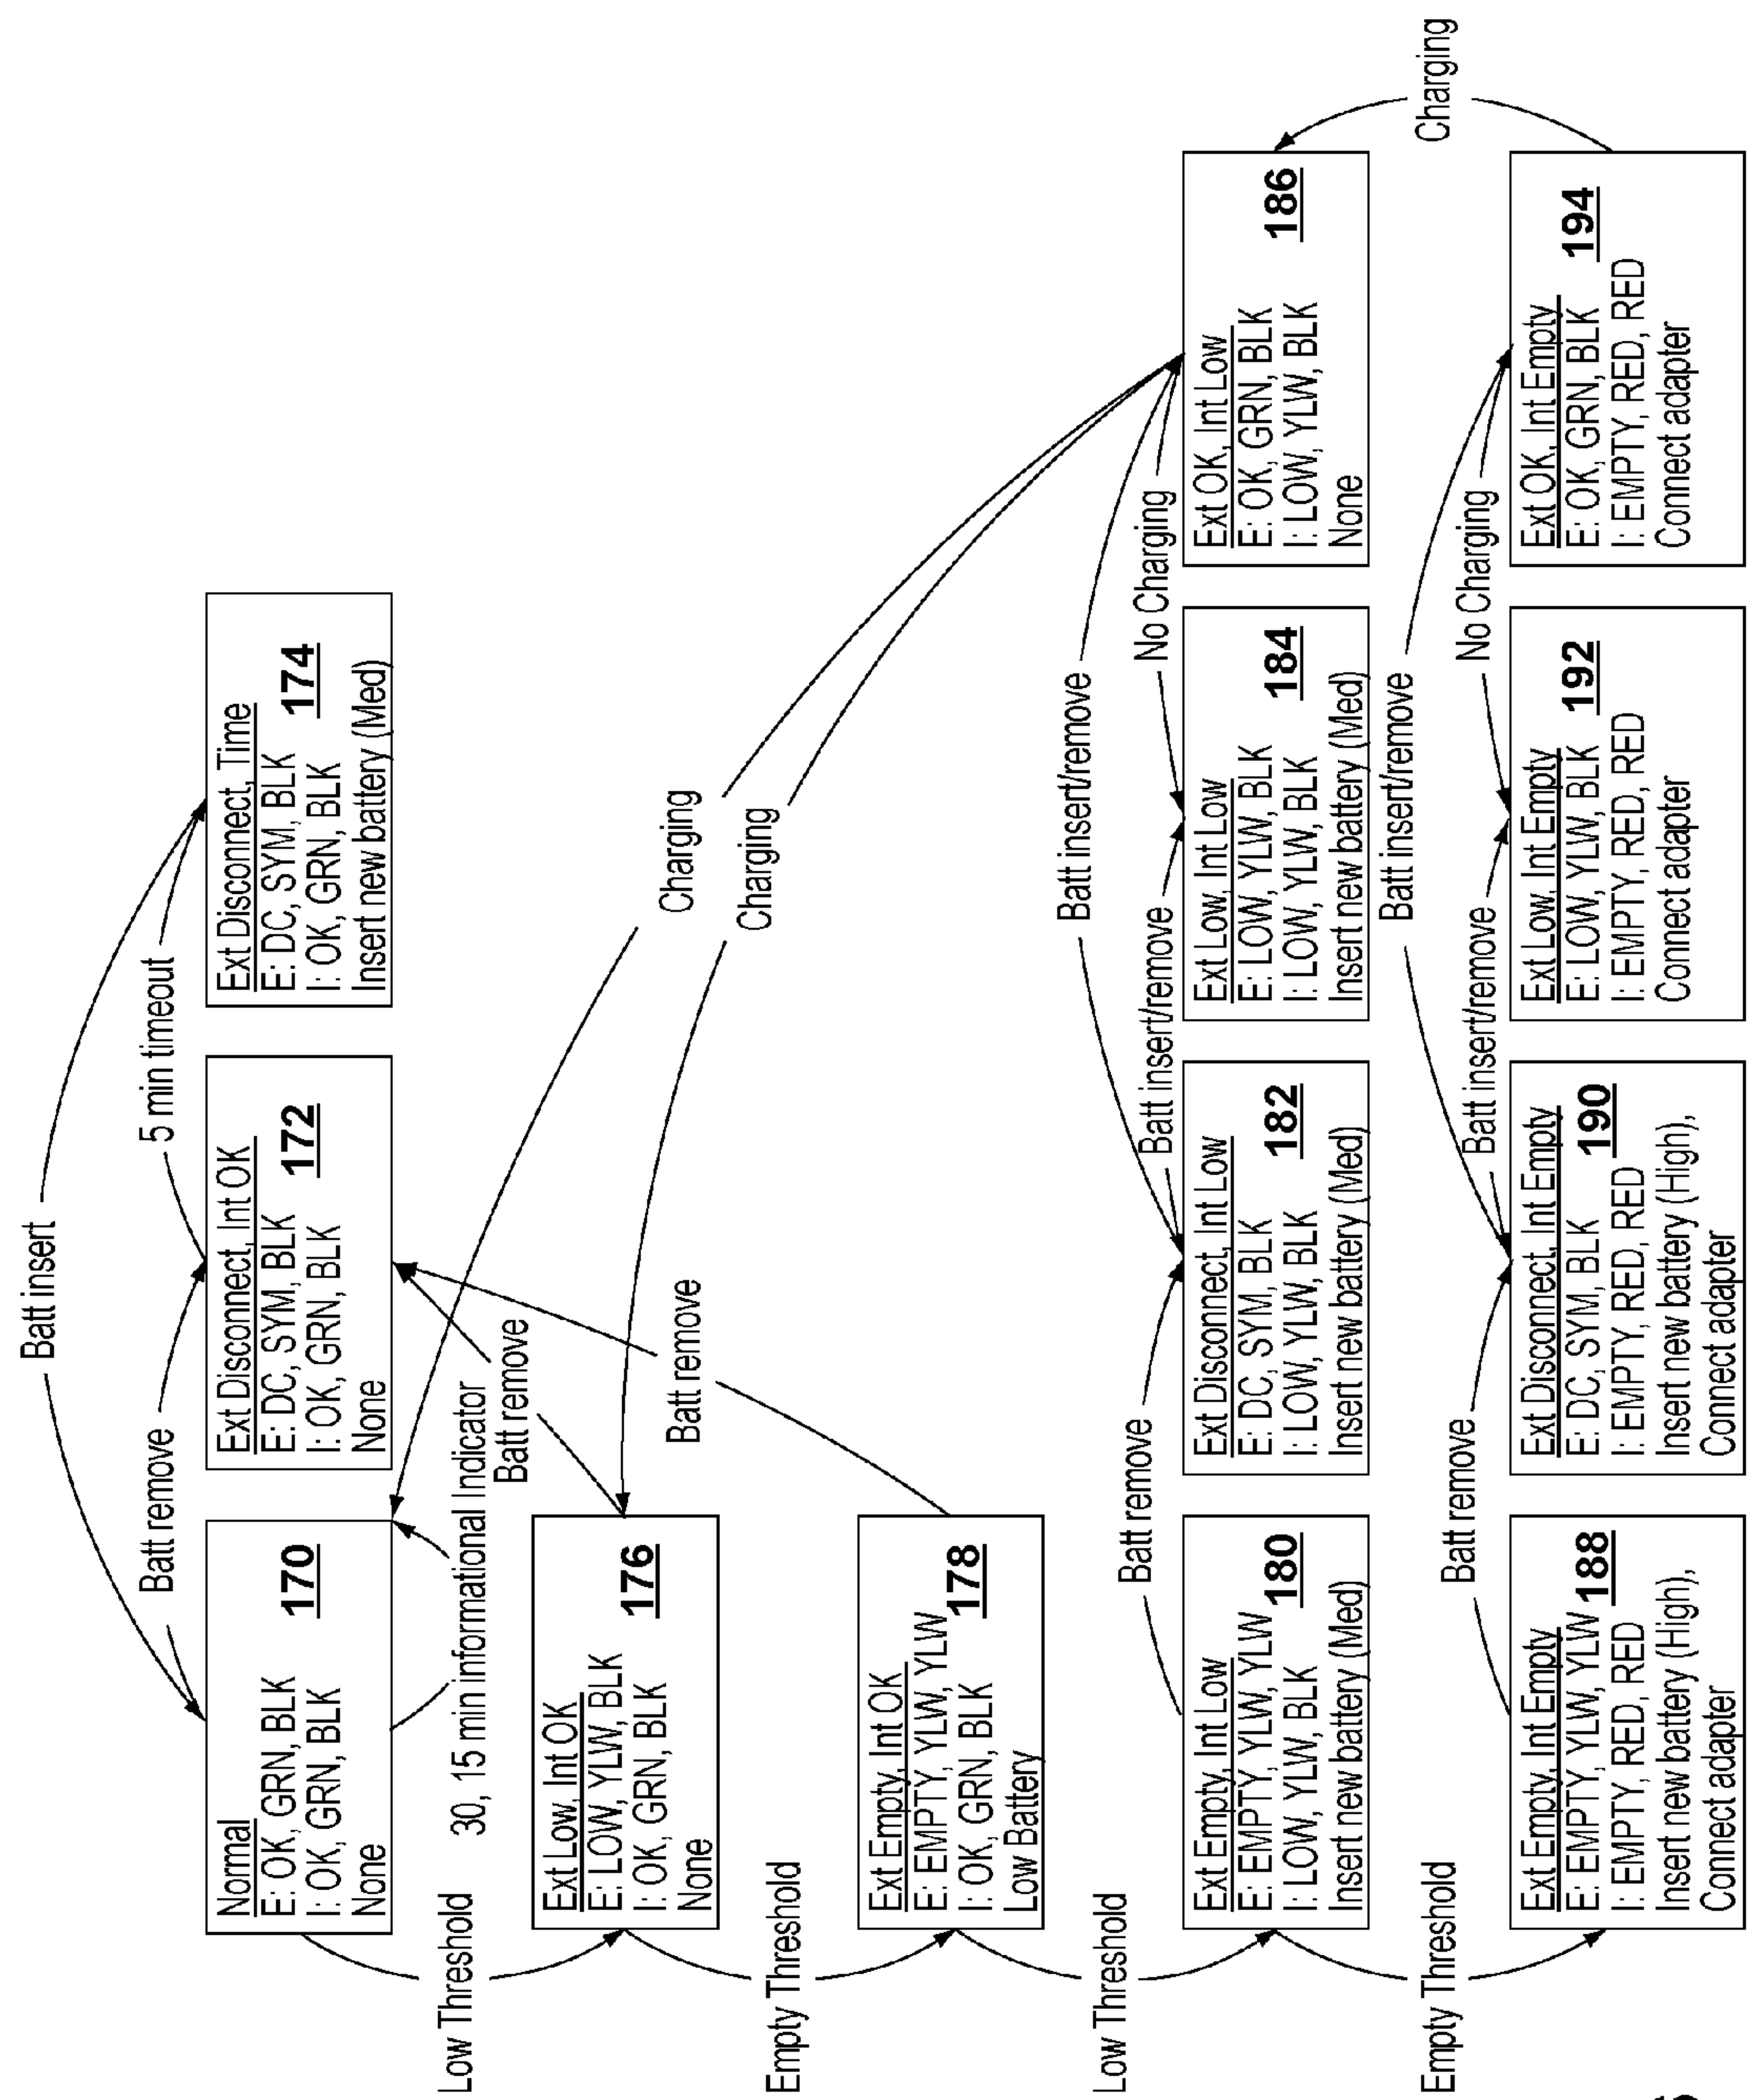 Batt insert
Batt remove
5 min timeout
Normal
E: OK, GRN, BLK
I: OK, GRN, BLK
None
170
Ext Disconnect, Int OK
E: DC, SYM, BLK
I: OK, GRN, BLK
None
172
Ext Disconnect, Time
E: DC, SYM, BLK
I: OK, GRN, BLK
Insert new battery (Med)
174
Low Threshold
30, 15 min informational Indicator
Batt remove
Charging
Charging
Ext Low, Int OK
E: LOW, YLW, BLK
I: OK, GRN, BLK
None
176
Empty Threshold
Batt remove
Ext Empty, Int OK
E: EMPTY, YLW, YLW
I: OK, GRN, BLK
Low Battery
178
Low Threshold
Batt remove
Batt insert/remove
Batt insert/remove
No Charging
Ext Empty, Int Low
E: EMPTY, YLW, YLW
I: LOW, YLW, BLK
Insert new battery (Med)
180
Ext Disconnect, Int Low
E: DC, SYM, BLK
I: LOW, YLW, BLK
Insert new battery (Med)
182
Ext Low, Int Low
E: LOW, YLW, BLK
I: LOW, YLW, BLK
Insert new battery (Med)
184
Ext OK, Int Low
E: OK, GRN, BLK
I: LOW, YLW, BLK
None
186
Empty Threshold
Batt remove
Batt insert/remove
Batt insert/remove
No Charging
Charging
Ext Empty, Int Empty
E: EMPTY, YLW, YLW
I: EMPTY, RED, RED
Insert new battery (High),
Connect adapter
188
Ext Disconnect, Int Empty
E: DC, SYM, BLK
I: EMPTY, RED, RED
Insert new battery (High),
Connect adapter
190
Ext Low, Int Empty
E: LOW, YLW, BLK
I: EMPTY, RED, RED
Connect adapter
192
Ext OK, Int Empty
E: OK, GRN, BLK
I: EMPTY, RED, RED
Connect adapter
194